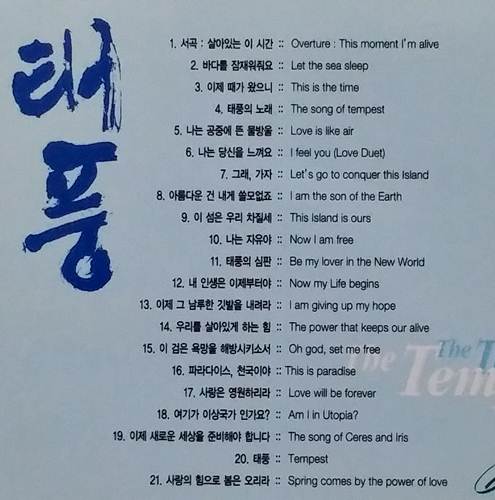 태풍
1. 서곡 : 살아있는 이 시간 :: Overture : This moment I'm alive
2. 바다를 잠재워줘요 :: Let the sea sleep
3. 이제 때가 왔으니 :: This is the time
4. 태풍의 노래 :: The song of tempest
5. 나는 공중에 뜬 물방울 :: Love is like air
6. 나는 당신을 느껴요 :: I feel you (Love Duet)
7. 그래, 가자 :: Let's go to conquer this Island
8. 아름다운 건 내게 쓸모없죠 :: I am the son of the Earth
9. 이 섬은 우리 차질세 :: This Island is ours
10. 나는 자유야 :: Now I am free
11. 태풍의 심판 :: Be my lover in the New World
12. 내 인생은 이제부터야 :: Now my Life begins
13. 이제 그 남루한 깃발을 내려라 :: I am giving up my hope
14. 우리를 살아있게 하는 힘 :: The power that keeps our alive
15. 이 검은 욕망을 해방시키소서 :: Oh god, set me free
16. 파라다이스, 천국이야 :: This is paradise
17. 사랑은 영원하리라 :: Love will be forever
18. 여기가 이상국가 인가요? :: Am I in Utopia?
19. 이제 새로운 세상을 준비해야 합니다 :: The song of Ceres and Iris
20. 태풍 :: Tempest
21. 사랑의 힘으로 봄은 오리라 :: Spring comes by the power of love
The T
The Tem